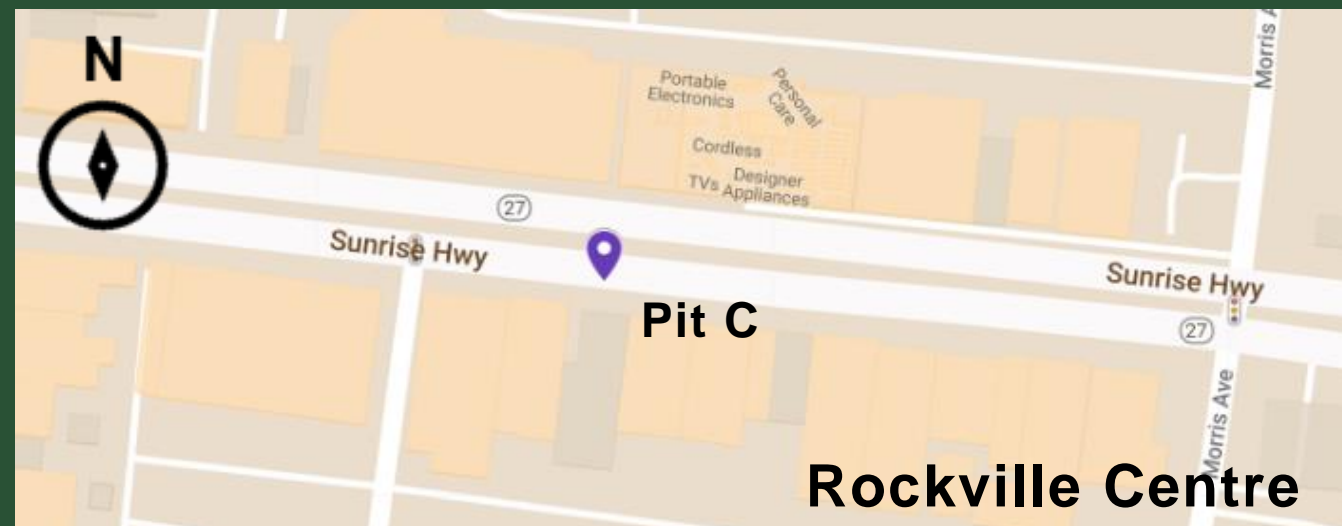 N
Morris A
Portable
Electronics
Personal
Care
Cordless
Designer
TVs Appliances
27
Sunrise Hwy
Sunrise Hwy
Pit C
27
Morris Ave
Rockville Centre